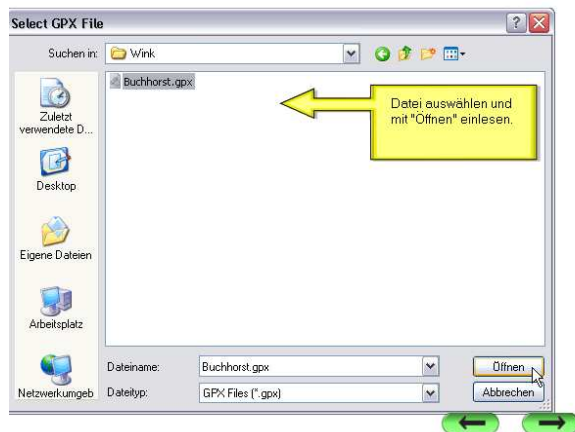 Select GPX File
Suchen in:
Wink
Buchhorst.gpx
Datei auswählen und
mit "Öffnen" einlesen.
Zuletzt
verwendete D...
Desktop
Eigene Dateien
Arbeitsplatz
Netzwerkumgeb
Dateiname:
Buchhorst.gpx
Öffnen
Dateityp:
GPX Files (*.gpx)
Abbrechen